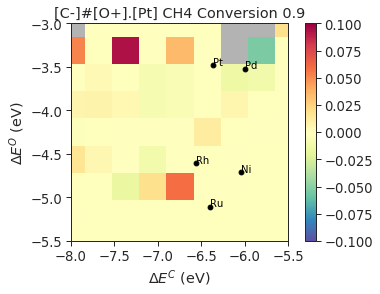 [C-]#[O+].[Pt] CH4 Conversion 0.9
−3.0
−3.5
−4.0
−4.5
−5.0
−5.5
ΔE^O (eV)
Pt
Pd
Rh
Ni
Ru
−8.0 −7.5 −7.0 −6.5 −6.0 −5.5
ΔE^C (eV)
0.100
0.075
0.050
0.025
0.000
−0.025
−0.050
−0.075
−0.100